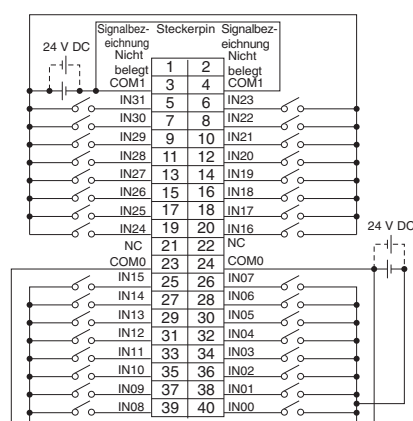 Signalbez-
eichnung
Nicht
belegt
Steckerpin
Signalbez-
eichnung
Nicht
belegt
24 V DC
1 2
COM1 3 4 COM1
IN31 5 6 IN23
IN30 7 8 IN22
IN29 9 10 IN21
IN28 11 12 IN20
IN27 13 14 IN19
IN26 15 16 IN18
IN25 17 18 IN17
IN24 19 20 IN16
24 V DC
NC 21 22 NC
COM0 23 24 COM0
IN15 25 26 IN07
IN14 27 28 IN06
IN13 29 30 IN05
IN12 31 32 IN04
IN11 33 34 IN03
IN10 35 36 IN02
IN09 37 38 IN01
IN08 39 40 IN00